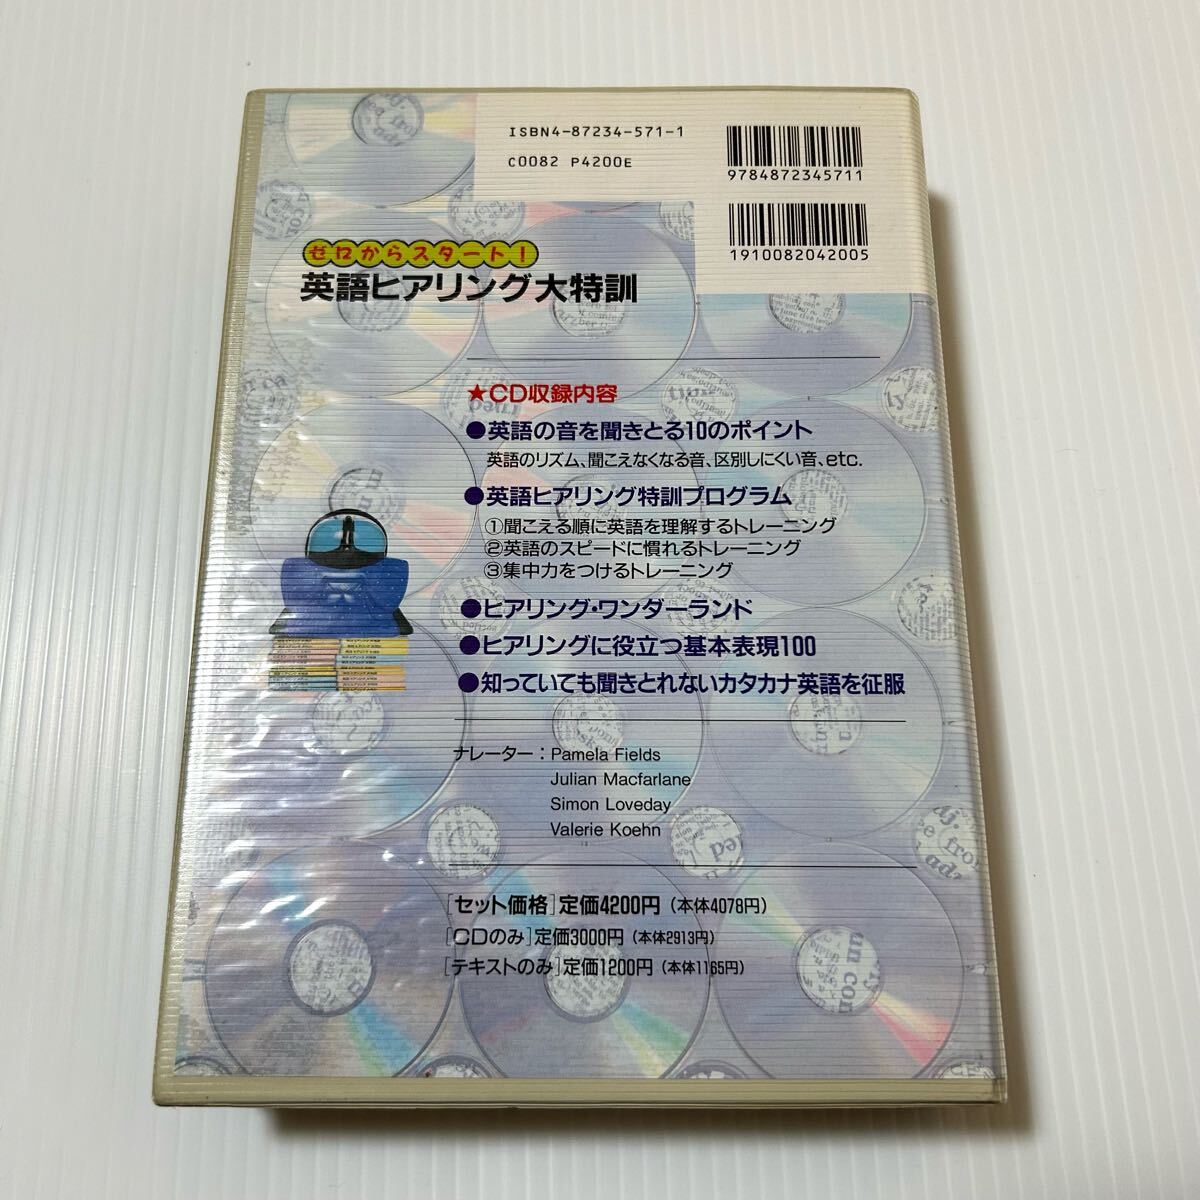 ISBN4-87234-571-1
C0082 P4200E
9784872345711
1910082042005
ゼロからスタート!
英語ヒアリング大特訓
★CD収録内容
●英語の音を聞きとる10のポイント
英語のリズム、聞こえなくなる音、区別しにくい音、etc.
●英語ヒアリング特訓プログラム
①聞こえる順に英語を理解するトレーニング
②英語のスピードに慣れるトレーニング
③集中力をつけるトレーニング
●ヒアリング・ワンダーランド
●ヒアリングに役立つ基本表現100
●知っていても聞きとれないカタカナ英語を征服
ナレーター：Pamela Fields
Julian Macfarlane
Simon Loveday
Valerie Koehn
[セット価格]定価4200円（本体4078円）
[CDのみ]定価3000円（本体2913円）
[テキストのみ]定価1200円（本体1165円）